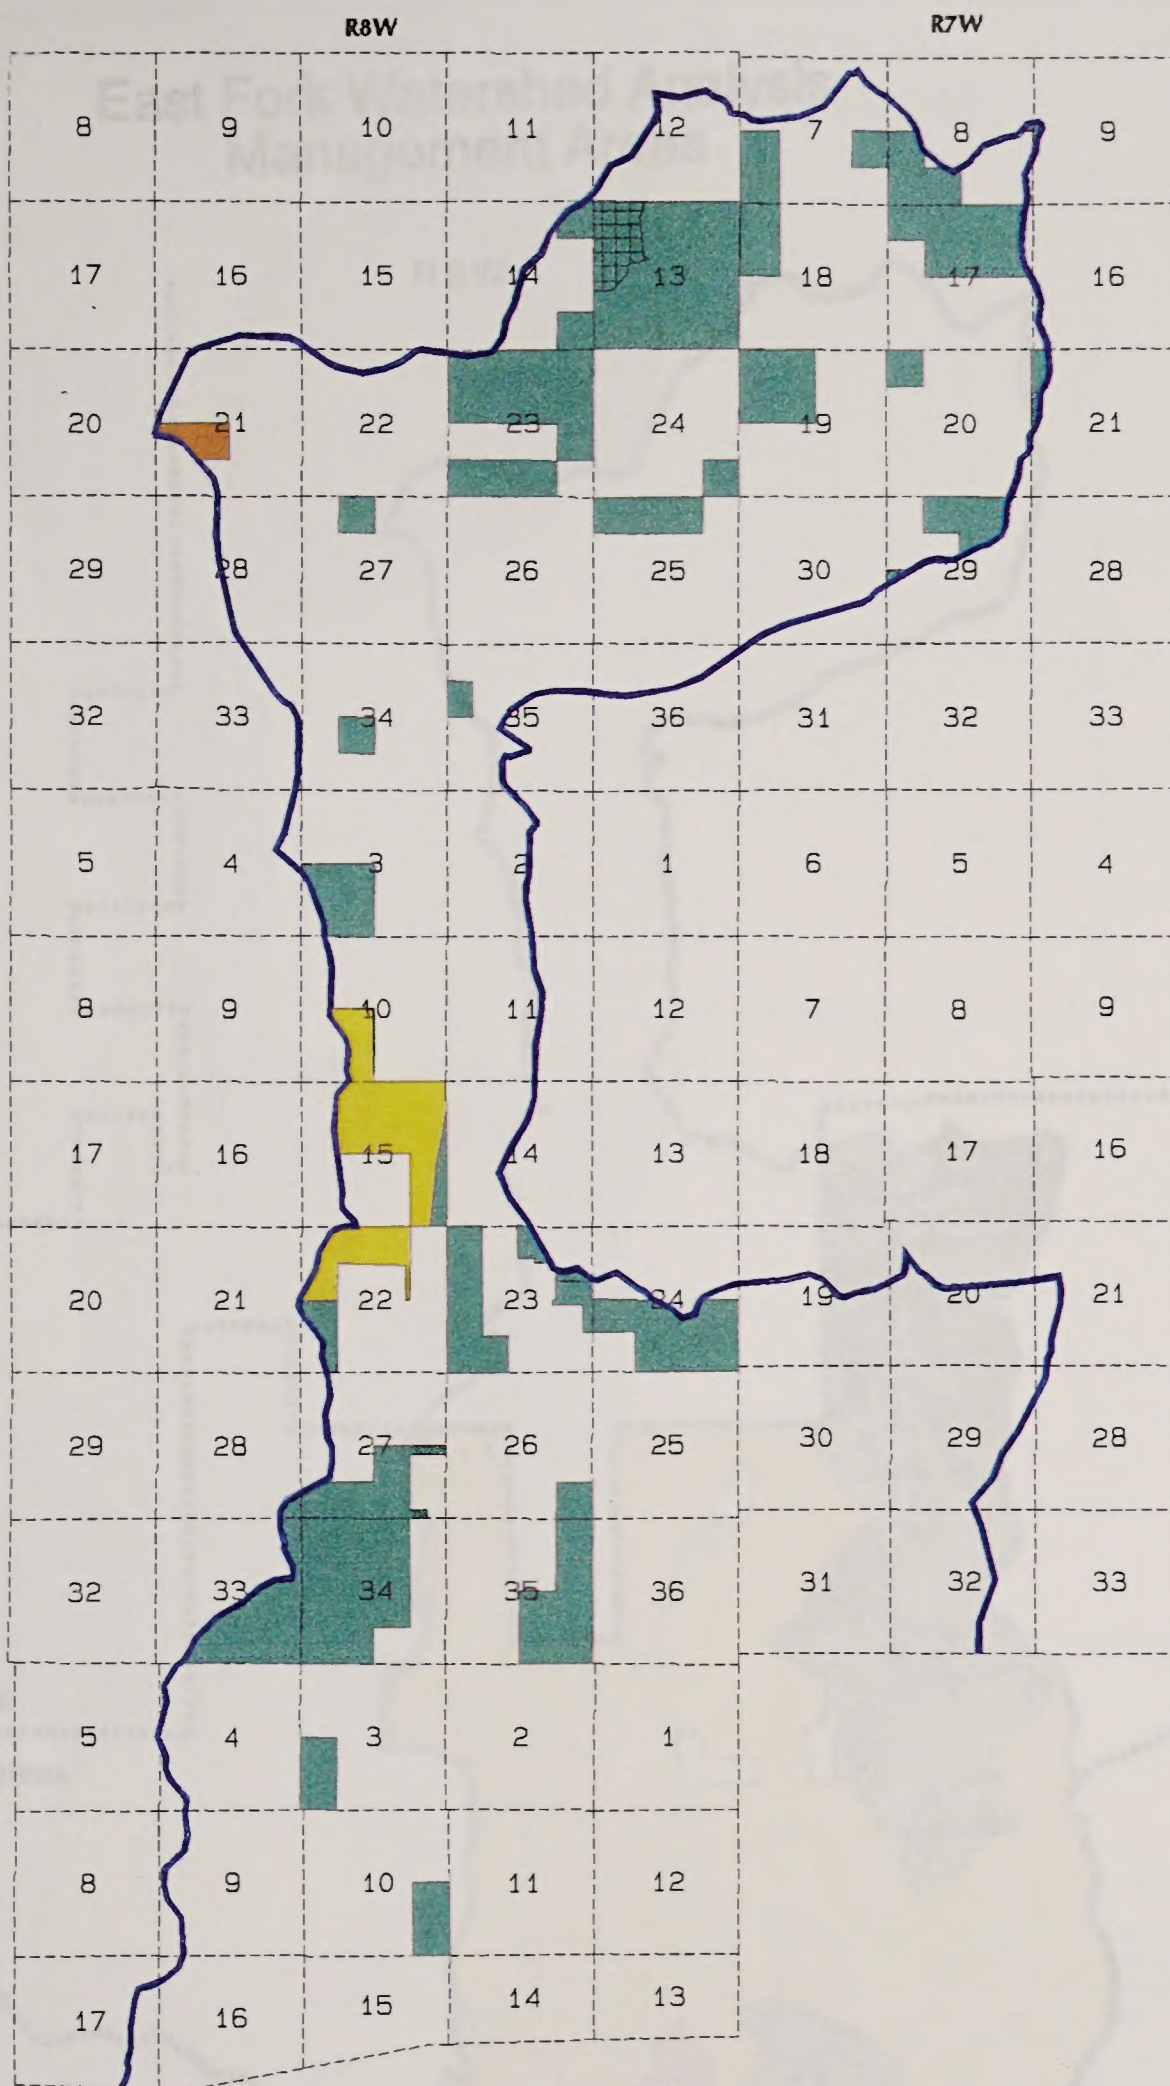 R8W R7W
East Fork Watershed Analysis
Management Areas
8 9 10 11 12 7 8 9
R8W
17 16 15 14 13 18 17 16
20 21 22 23 24 19 20 21
29 28 27 26 25 30 29 28
32 33 34 35 36 31 32 33
5 4 3 2 1 6 5 4
8 9 10 11 12 7 8 9
17 16 15 14 13 18 17 16
20 21 22 23 24 19 20 21
29 28 27 26 25 30 29 28
32 33 34 35 36 31 32 33
5 4 3 2 1
8 9 10 11 12
17 16 15 14 13